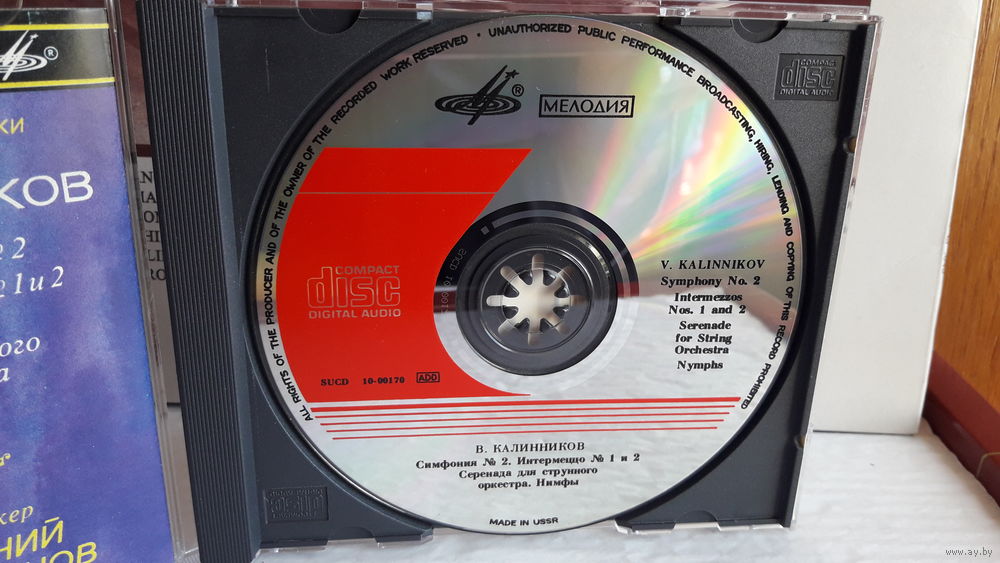 ®
КИ
КОВ
2
1 и 2
ОГО
а
кер
НИЙ
НОВ
ALL RIGHTS OF THE PRODUCER AND OF THE OWNER OF THE RECORDED WORK RESERVED · UNAUTHORIZED PUBLIC PERFORMANCE BROADCASTING, HIRING, LENDING AND COPYING OF THIS RECORD PROHIBITED
® МЕЛОДИЯ
COMPACT
disc
DIGITAL AUDIO
COMPACT
disc
DIGITAL AUDIO
SUCD 10-00170 ADD
V. KALINNIKOV
Symphony No. 2
Intermezzos
Nos. 1 and 2
Serenade
for String
Orchestra
Nymphs
В. КАЛИННИКОВ
Симфония № 2. Интермеццо № 1 и 2
Серенада для струнного
оркестра. Нимфы
MADE IN USSR
www.ay.by